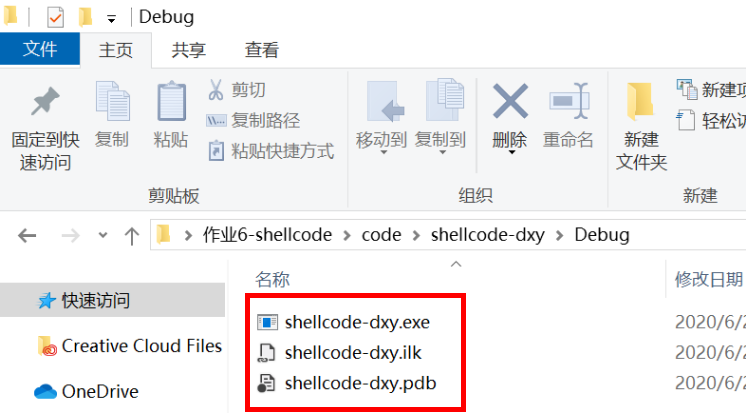 Debug
文件 主页 共享 查看
固定到快速访问
复制
粘贴
剪切
复制路径
粘贴快捷方式
移动到 复制到
删除 重命名
新建
文件夹
新建项
轻松访
剪贴板 组织 新建
作业6-shellcode > code > shellcode-dxy > Debug
名称 修改日期
快速访问
shellcode-dxy.exe 2020/6/2
Creative Cloud Files
shellcode-dxy.ilk 2020/6/2
shellcode-dxy.pdb 2020/6/2
OneDrive